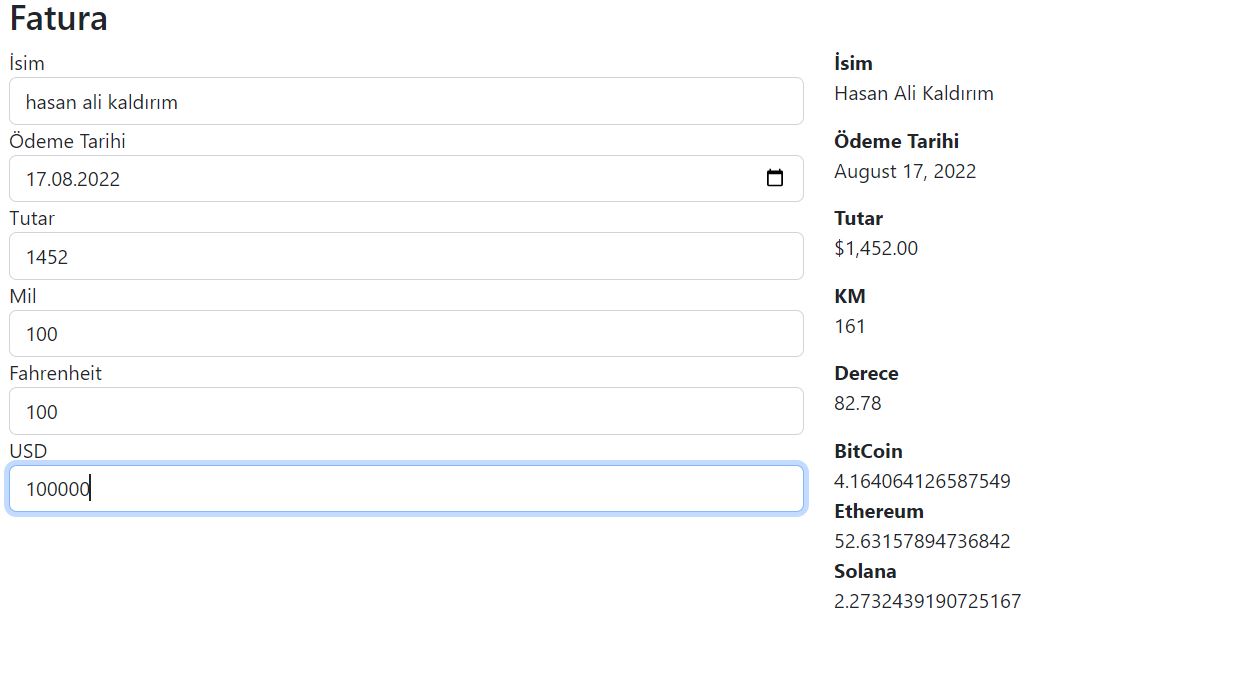 Fatura
İsim
hasan ali kaldırım
Ödeme Tarihi
17.08.2022
Tutar
1452
Mil
100
Fahrenheit
100
USD
100000
İsim
Hasan Ali Kaldırım
Ödeme Tarihi
August 17, 2022
Tutar
$1,452.00
KM
161
Derece
82.78
BitCoin
4.164064126587549
Ethereum
52.63157894736842
Solana
2.2732439190725167